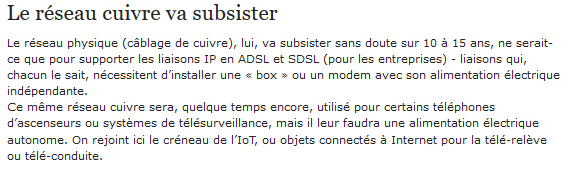 Le réseau cuivre va subsister
Le réseau physique (câblage de cuivre), lui, va subsister sans doute sur 10 à 15 ans, ne serait-
ce que pour supporter les liaisons IP en ADSL et SDSL (pour les entreprises) - liaisons qui,
chacun le sait, nécessitent d’installer une « box » ou un modem avec son alimentation électrique
indépendante.
Ce même réseau cuivre sera, quelque temps encore, utilisé pour certains téléphones
d’ascenseurs ou systèmes de télésurveillance, mais il leur faudra une alimentation électrique
autonome. On rejoint ici le créneau de l’IoT, ou objets connectés à Internet pour la télé-relève
ou télé-conduite.